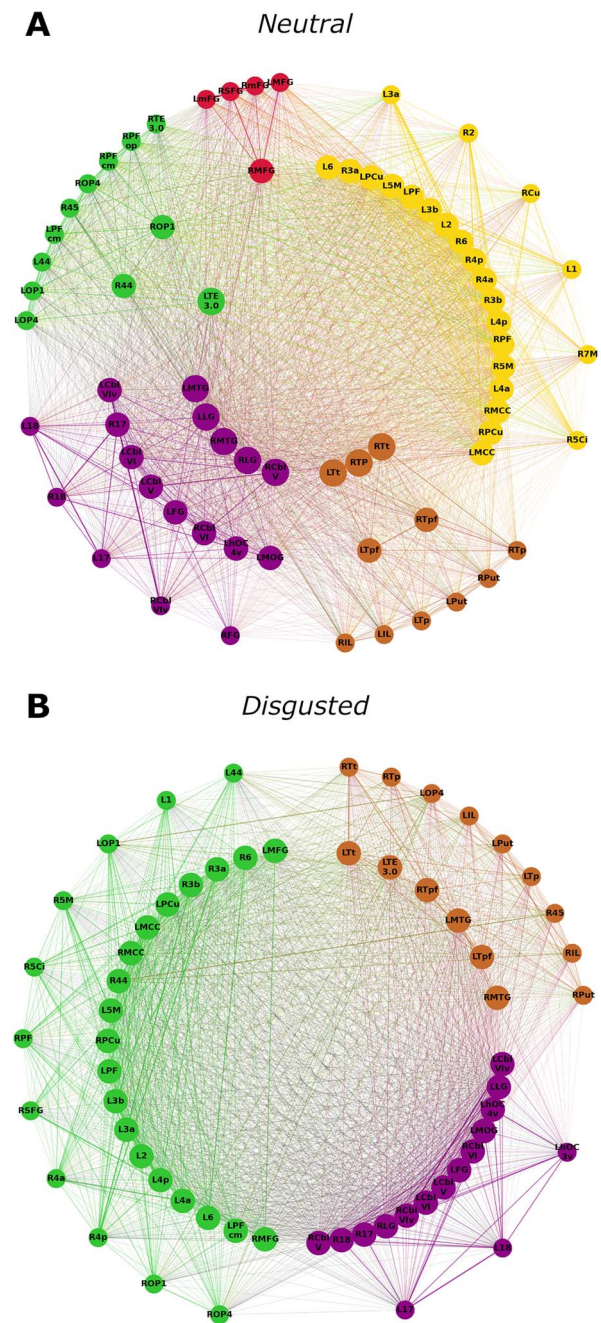 A
Neutral
LmFG
RSFG
RmFG
LMFG
RMFG
L3a
R2
RCu
L1
R7M
R5Ci
L6
R3a
LPCu
L5M
LPF
L3b
L2
R6
R4p
R4a
R3b
L4p
RPF
R5M
L4a
RMCC
RPCu
LMCC
RTE
3.0
RPF
op
RPF
cm
ROP4
R45
LPF
cm
L44
LOP1
LOP4
ROP1
R44
LTE
3.0
LMTG
LLG
RMTG
RLG
RCbl
V
LCbl
VIv
R17
LCbl
VI
LCbl
V
LFG
RCbl
VI
LhOC
4v
LMOG
L18
R18
L17
RCbl
VIv
RFG
RTt
RTP
LTt
RTpf
LTpf
RTp
RPut
LPut
LTp
LIL
RIL
B
Disgusted
L44
L1
LOP1
R5M
R5Ci
RPF
RSFG
R4a
R4p
ROP1
ROP4
LMFG
R6
R3a
R3b
LPCu
LMCC
RMCC
R44
L5M
RPCu
LPF
L3b
L3a
L2
L4p
L4a
L6
LPF
cm
RMFG
RTt
RTp
LOP4
LIL
LPut
LTp
R45
RIL
RPut
LTt
LTE
3.0
RTpf
LMTG
LTpf
RMTG
LCbl
VIv
LLG
LhOC
4v
LMOG
RCbl
VI
LFG
LCbl
V
LCbl
VI
RCbl
VIv
RLG
R17
R18
RCbl
V
LhOC
3v
L18
L17